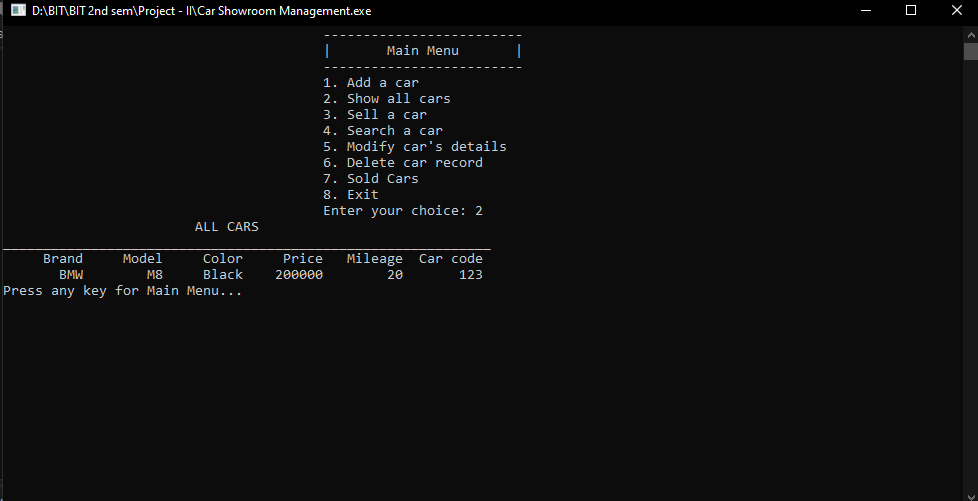 D:\BIT\BIT 2nd sem\Project - II\Car Showroom Management.exe
-------------------------
|       Main Menu       |
-------------------------
1. Add a car
2. Show all cars
3. Sell a car
4. Search a car
5. Modify car's details
6. Delete car record
7. Sold Cars
8. Exit
Enter your choice: 2
ALL CARS
_____________________________________________________________
Brand     Model     Color     Price   Mileage  Car code
BMW        M8     Black    200000        20       123
Press any key for Main Menu...